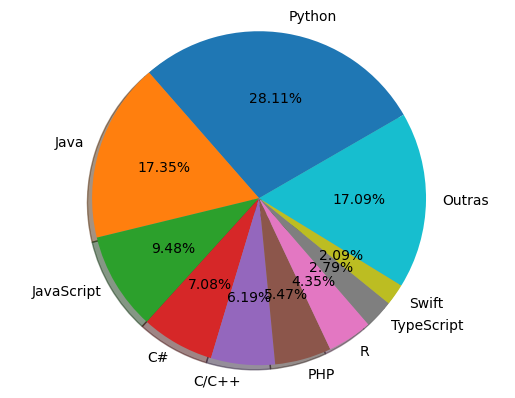 Python
28.11%
Java
17.35%
17.09%
Outras
9.48%
2.09%
2.79%
JavaScript
7.08%
4.35%
6.19%
5.47%
Swift
TypeScript
C#
R
C/C++
PHP